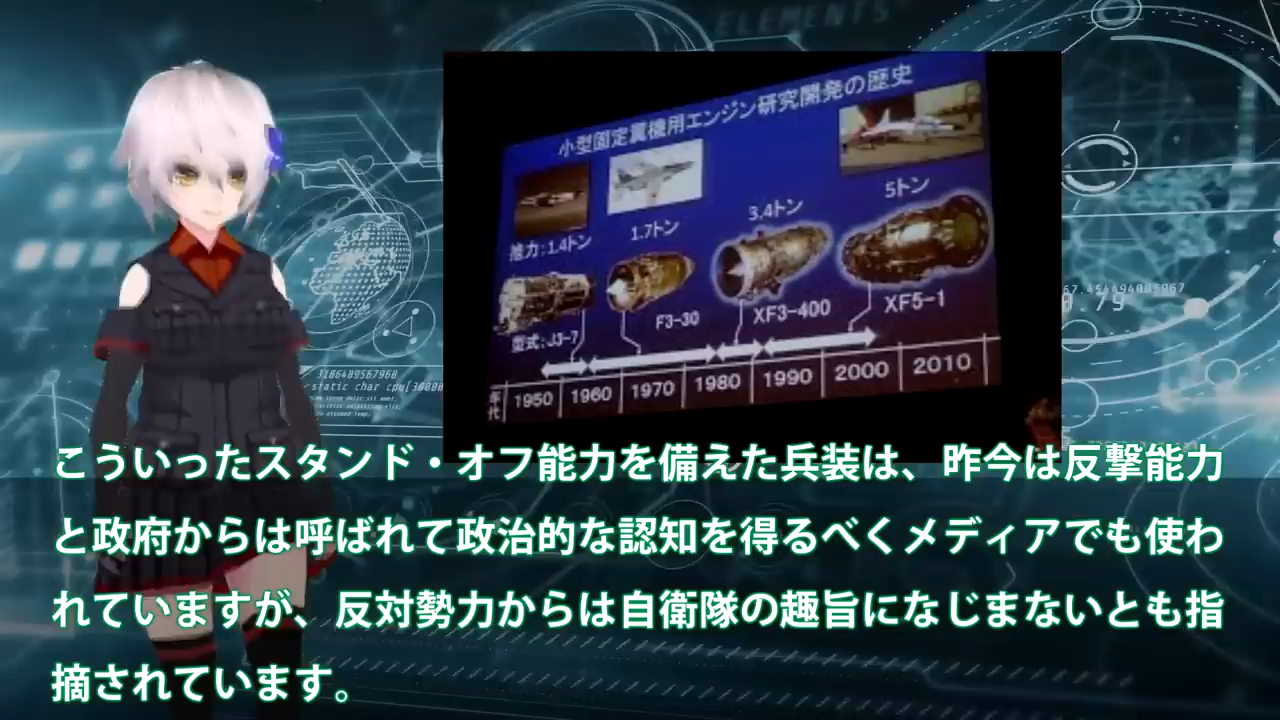 ELEMENTS
小型固定翼機用エンジン研究開発の歴史
推力:1.4トン
1.7トン
3.4トン
5トン
型式:J3-7
F3-30
XF3-400
XF5-1
年代
1950
1960
1970
1980
1990
2000
2010
3186489567968
static char cpu[30000
こういったスタンド・オフ能力を備えた兵装は、昨今は反撃能力
と政府からは呼ばれて政治的な認知を得るべくメディアでも使わ
れていますが、反対勢力からは自衛隊の趣旨になじまないとも指
摘されています。